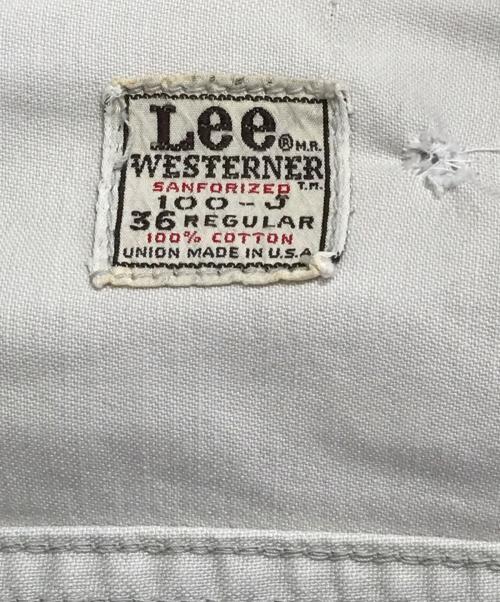 Lee ® M.R.
WESTERNER
SANFORIZED T.M.
100-J
36 REGULAR
100% COTTON
UNION MADE IN U.S.A